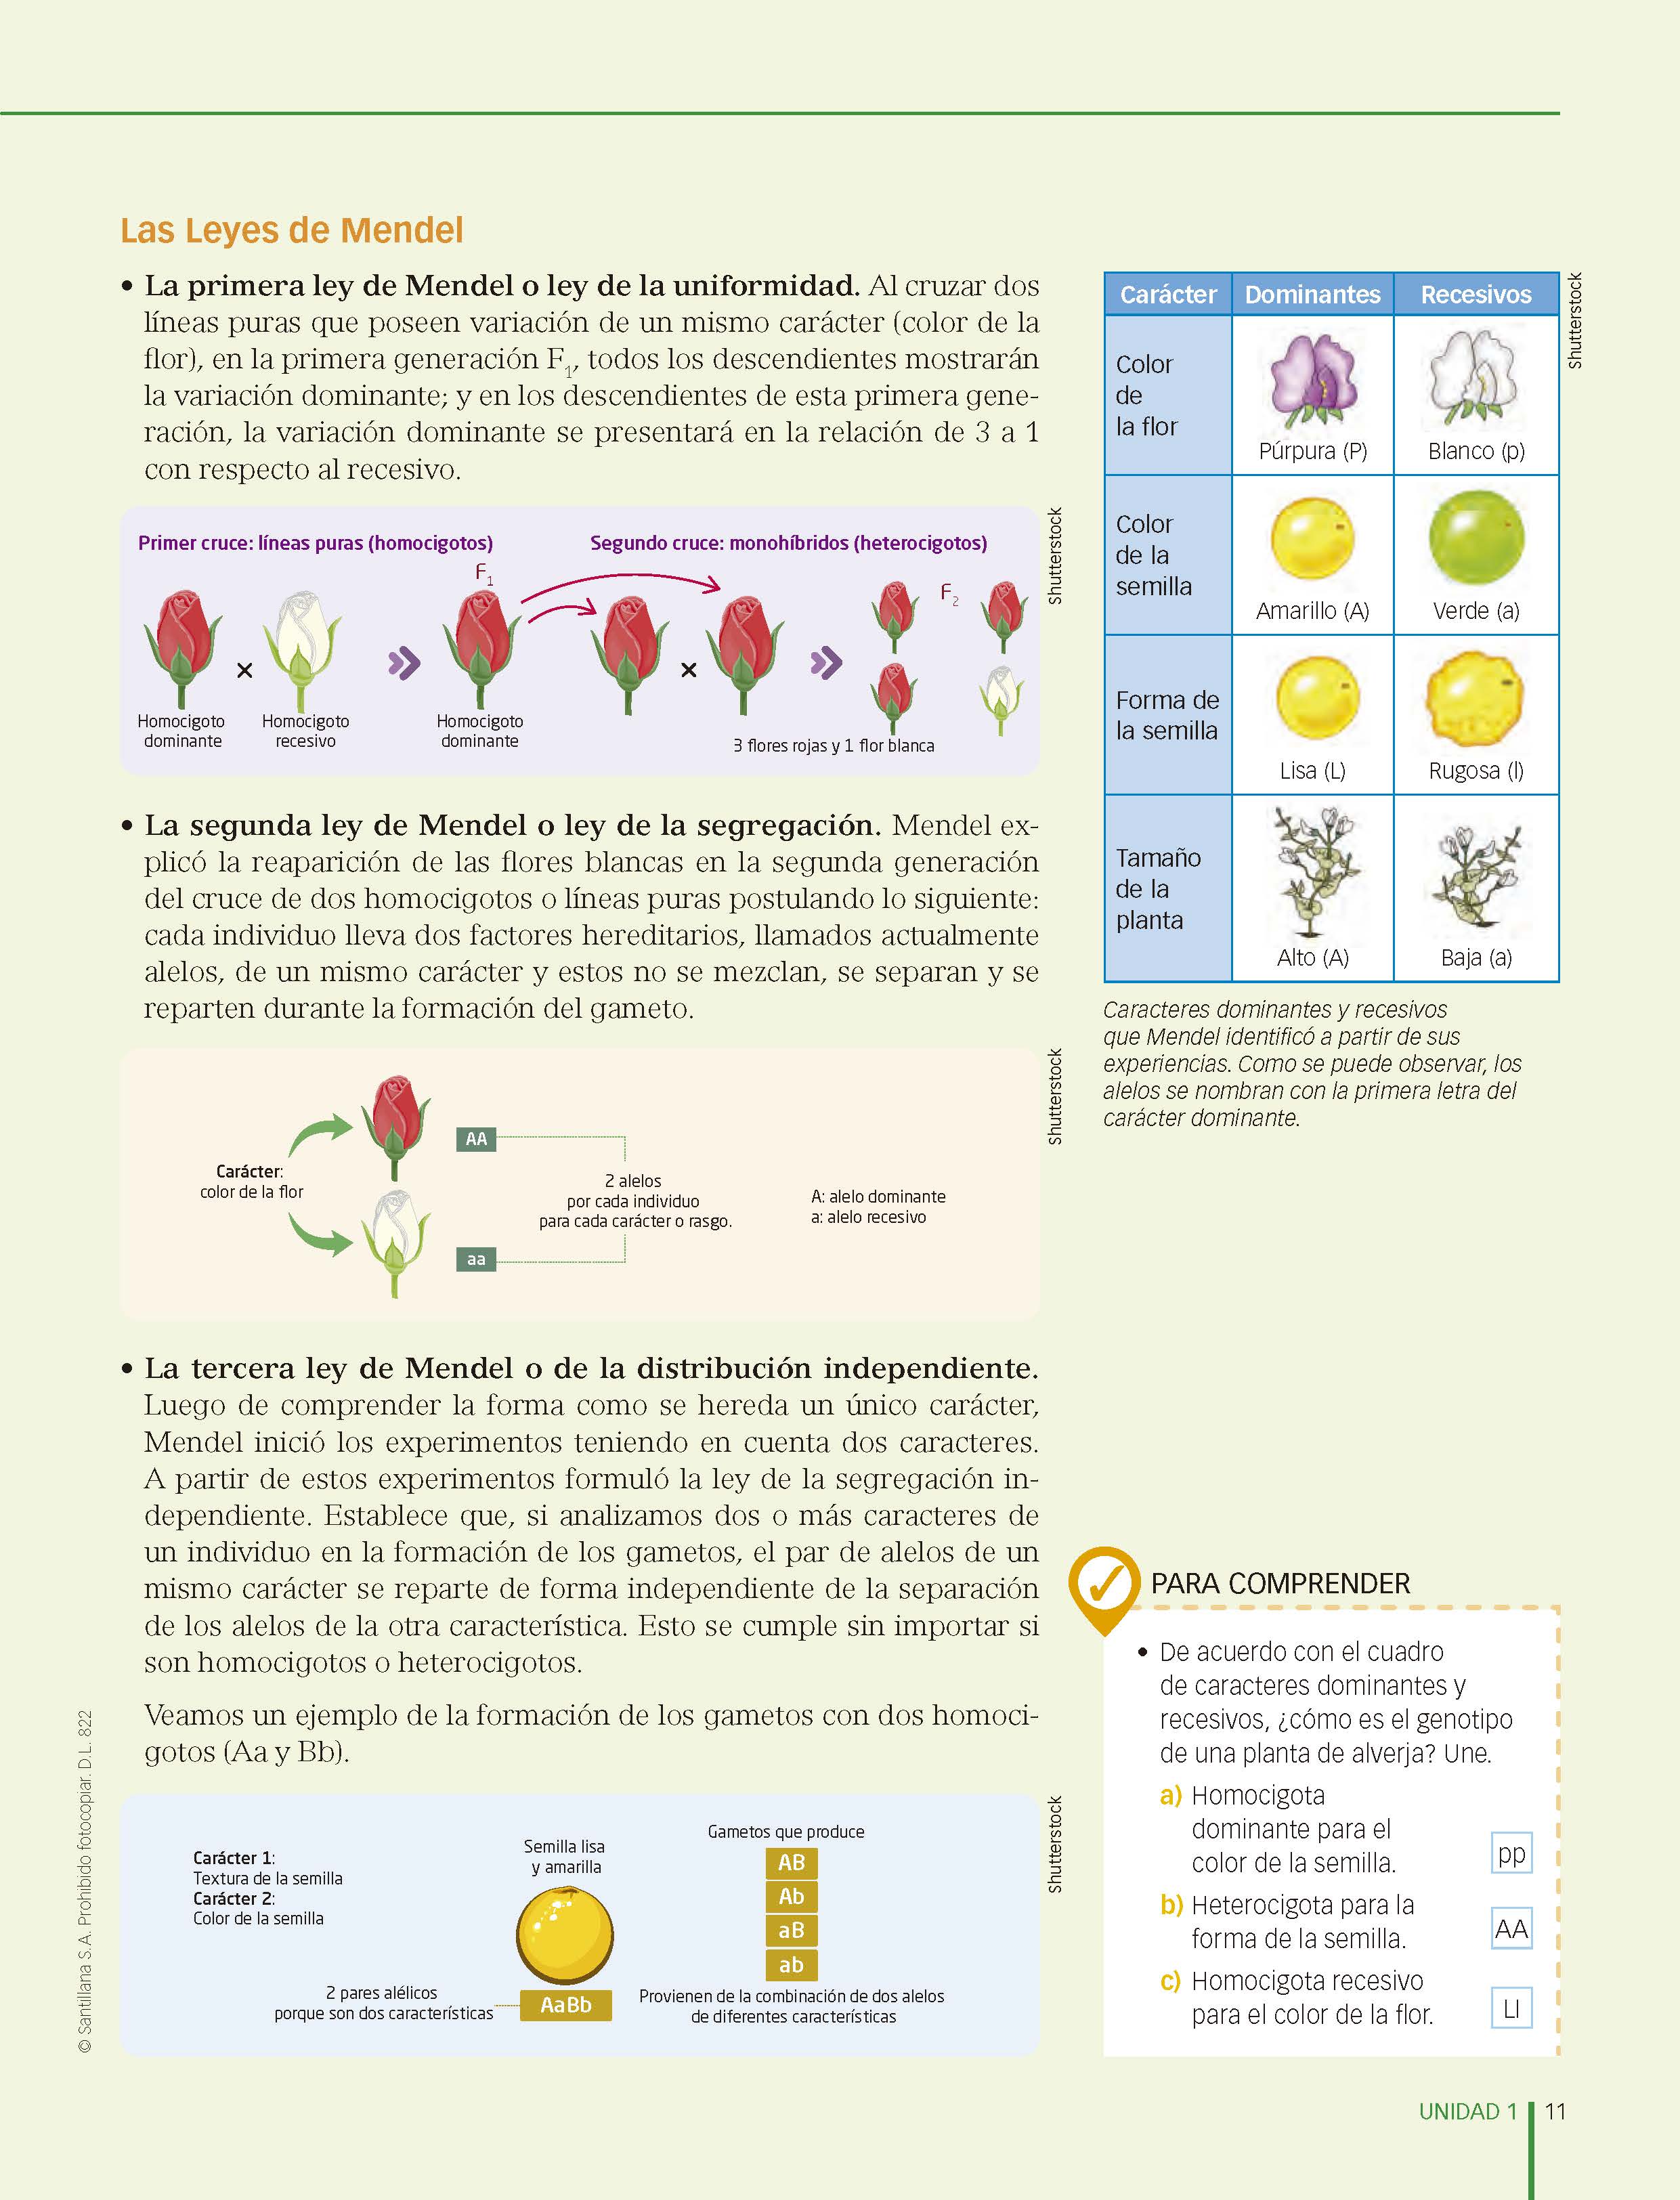 Las Leyes de Mendel
• La primera ley de Mendel o ley de la uniformidad. Al cruzar dos
líneas puras que poseen variación de un mismo carácter (color de la
flor), en la primera generación F1, todos los descendientes mostrarán
la variación dominante; y en los descendientes de esta primera gene-
ración, la variación dominante se presentará en la relación de 3 a 1
con respecto al recesivo.
Primer cruce: líneas puras (homocigotos)
Segundo cruce: monohíbridos (heterocigotos)
F1
F2
×
×
Homocigoto
dominante
Homocigoto
recesivo
Homocigoto
dominante
3 flores rojas y 1 flor blanca
Shutterstock
• La segunda ley de Mendel o ley de la segregación. Mendel ex-
plicó la reaparición de las flores blancas en la segunda generación
del cruce de dos homocigotos o líneas puras postulando lo siguiente:
cada individuo lleva dos factores hereditarios, llamados actualmente
alelos, de un mismo carácter y estos no se mezclan, se separan y se
reparten durante la formación del gameto.
Carácter:
color de la flor
AA
aa
2 alelos
por cada individuo
para cada carácter o rasgo.
A: alelo dominante
a: alelo recesivo
Shutterstock
• La tercera ley de Mendel o de la distribución independiente.
Luego de comprender la forma como se hereda un único carácter,
Mendel inició los experimentos teniendo en cuenta dos caracteres.
A partir de estos experimentos formuló la ley de la segregación in-
dependiente. Establece que, si analizamos dos o más caracteres de
un individuo en la formación de los gametos, el par de alelos de un
mismo carácter se reparte de forma independiente de la separación
de los alelos de la otra característica. Esto se cumple sin importar si
son homocigotos o heterocigotos.
Veamos un ejemplo de la formación de los gametos con dos homoci-
gotos (Aa y Bb).
Carácter 1:
Textura de la semilla
Carácter 2:
Color de la semilla
Semilla lisa
y amarilla
2 pares alélicos
porque son dos características
AaBb
Gametos que produce
AB
Ab
aB
ab
Provienen de la combinación de dos alelos
de diferentes características
Shutterstock
Carácter Dominantes Recesivos
Color
de
la flor
Púrpura (P)
Blanco (p)
Color
de la
semilla
Amarillo (A)
Verde (a)
Forma de
la semilla
Lisa (L)
Rugosa (l)
Tamaño
de la
planta
Alto (A)
Baja (a)
Shutterstock
Caracteres dominantes y recesivos
que Mendel identificó a partir de sus
experiencias. Como se puede observar, los
alelos se nombran con la primera letra del
carácter dominante.
PARA COMPRENDER
• De acuerdo con el cuadro
de caracteres dominantes y
recesivos, ¿cómo es el genotipo
de una planta de alverja? Une.
a) Homocigota
dominante para el
color de la semilla.
pp
b) Heterocigota para la
forma de la semilla.
AA
c) Homocigota recesivo
para el color de la flor.
Ll
© Santillana S.A. Prohibido fotocopiar. D.L. 822
UNIDAD 1 11